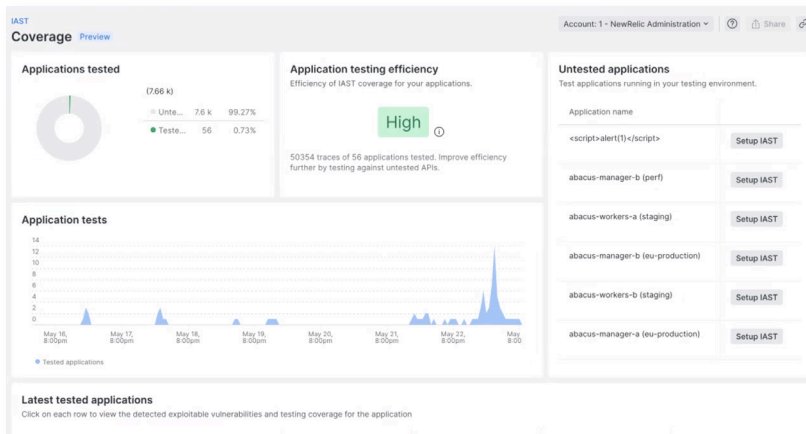 IAST
Coverage Preview
Account: 1 - NewRelic Administration
Share
Applications tested
(7.66 k)
Unte... 7.6 k 99.27%
Teste... 56 0.73%
Application testing efficiency
Efficiency of IAST coverage for your applications.
High
50354 traces of 56 applications tested. Improve efficiency
further by testing against untested APIs.
Untested applications
Test applications running in your testing environment.
Application name
<script>alert(1)</script> Setup IAST
abacus-manager-b (perf) Setup IAST
abacus-workers-a (staging) Setup IAST
abacus-manager-b (eu-production) Setup IAST
abacus-workers-b (staging) Setup IAST
abacus-manager-a (eu-production) Setup IAST
Application tests
14
12
10
8
6
4
2
0
May 16, May 17, May 18, May 19, May 20, May 21, May 22, May
8:00pm 8:00pm 8:00pm 8:00pm 8:00pm 8:00pm 8:00pm 8:00
Tested applications
Latest tested applications
Click on each row to view the detected exploitable vulnerabilities and testing coverage for the application